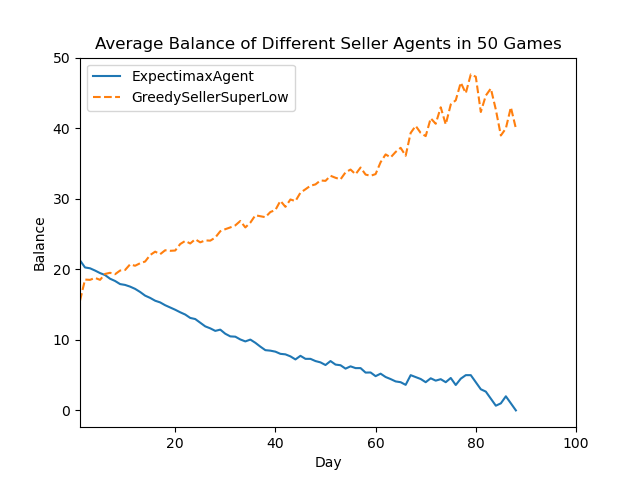 Average Balance of Different Seller Agents in 50 Games
ExpectimaxAgent
GreedySellerSuperLow
Balance
50
40
30
20
10
0
20 40 60 80 100
Day